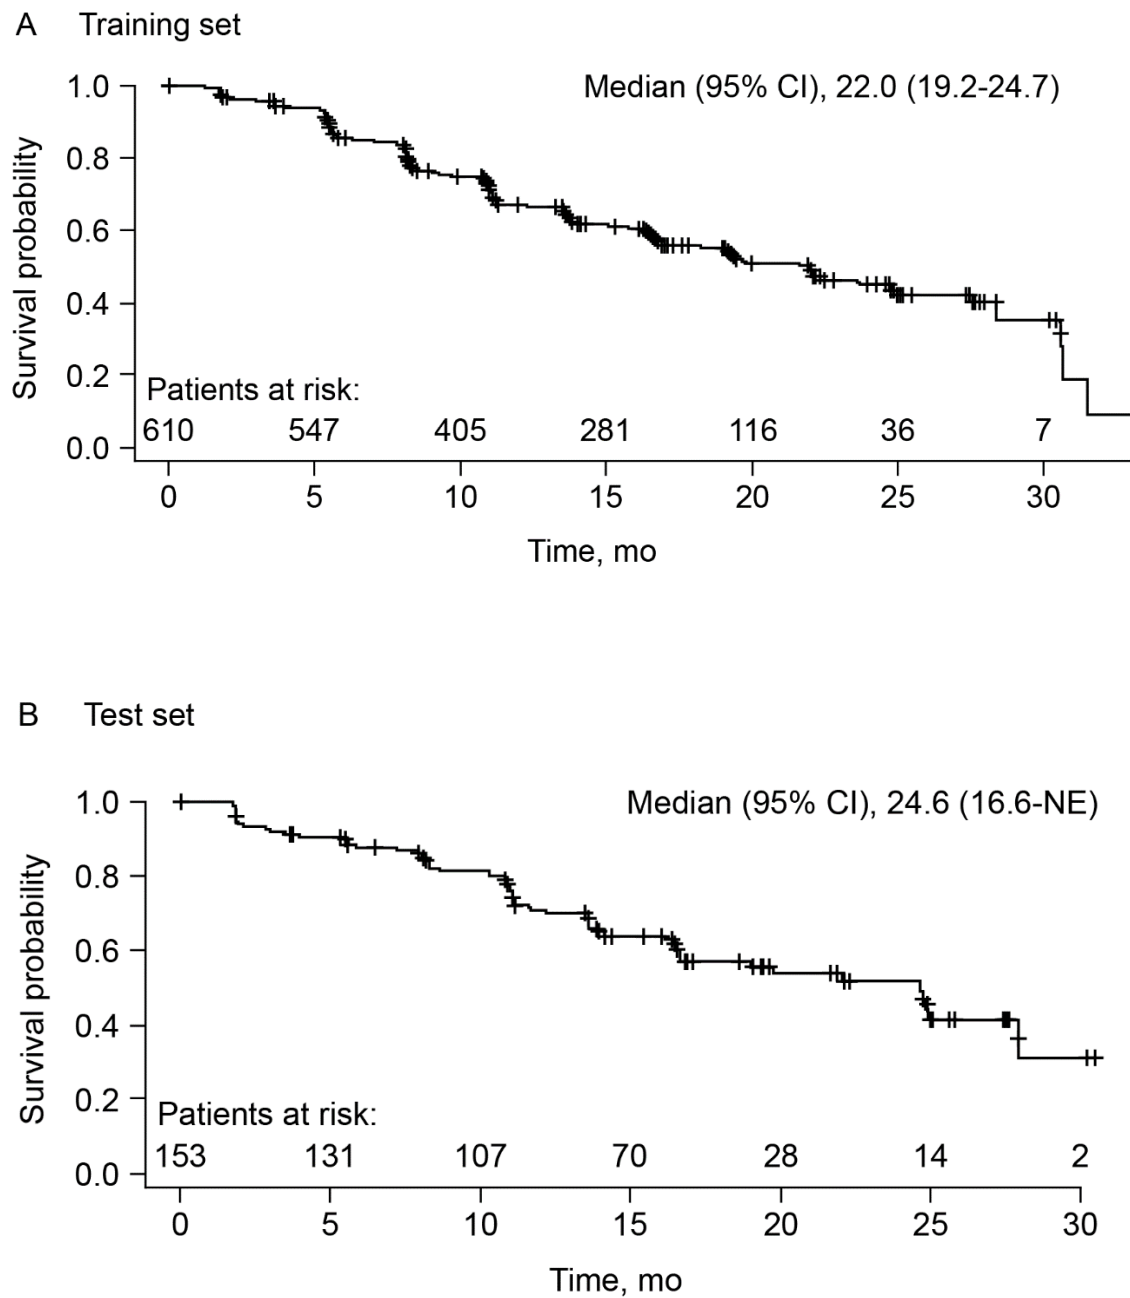 A Training set
Median (95% CI), 22.0 (19.2-24.7)
Survival probability
1.0
0.8
0.6
0.4
0.2
0.0
Patients at risk:
610 547 405 281 116 36 7
0 5 10 15 20 25 30
Time, mo
B Test set
Median (95% CI), 24.6 (16.6-NE)
Survival probability
1.0
0.8
0.6
0.4
0.2
0.0
Patients at risk:
153 131 107 70 28 14 2
0 5 10 15 20 25 30
Time, mo